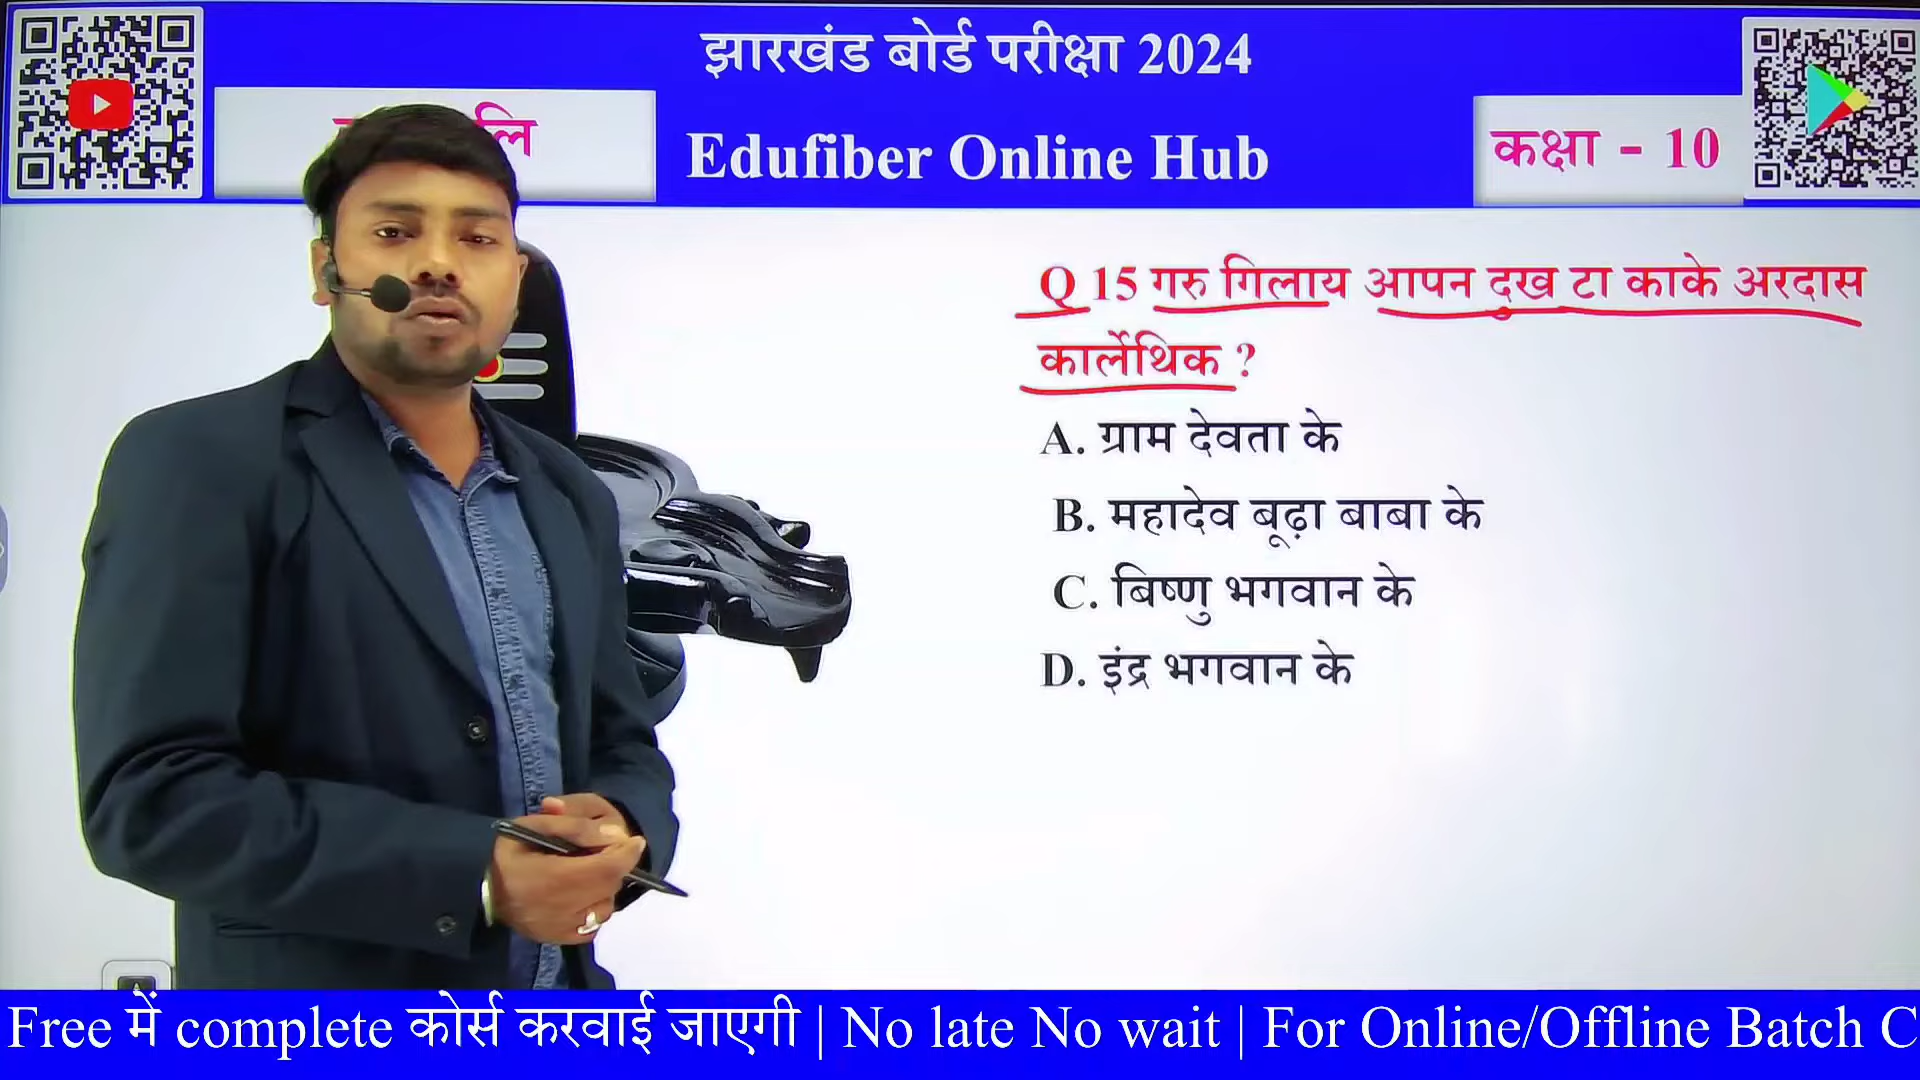 झारखंड बोर्ड परीक्षा 2024
Edufiber Online Hub
कक्षा - 10
Q 15 गरु गिलाय आपन दुख टा काके अरदास
कार्लेथिक ?
A. ग्राम देवता के
B. महादेव बूढ़ा बाबा के
C. बिष्णु भगवान के
D. इंद्र भगवान के
Free में complete कोर्स करवाई जाएगी | No late No wait | For Online/Offline Batch C